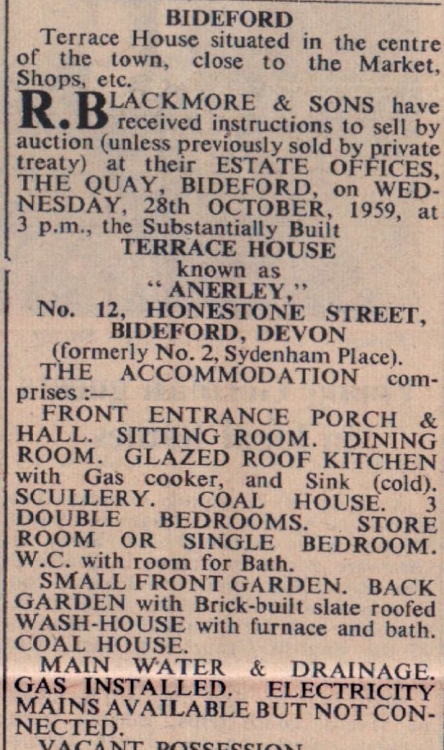 BIDEFORD
Terrace House situated in the centre
of the town, close to the Market,
Shops, etc.
R. BLACKMORE & SONS have
received instructions to sell by
auction (unless previously sold by private
treaty) at their ESTATE OFFICES,
THE QUAY, BIDEFORD, on WED-
NESDAY, 28th OCTOBER, 1959, at
3 p.m., the Substantially Built
TERRACE HOUSE
known as
“ ANERLEY,”
No. 12, HONESTONE STREET,
BIDEFORD, DEVON
(formerly No. 2, Sydenham Place).
THE ACCOMMODATION com-
prises :—
FRONT ENTRANCE PORCH &
HALL. SITTING ROOM. DINING
ROOM. GLAZED ROOF KITCHEN
with Gas cooker, and Sink (cold).
SCULLERY. COAL HOUSE. 3
DOUBLE BEDROOMS. STORE
ROOM OR SINGLE BEDROOM.
W.C. with room for Bath.
SMALL FRONT GARDEN. BACK
GARDEN with Brick-built slate roofed
WASH-HOUSE with furnace and bath.
COAL HOUSE.
MAIN WATER & DRAINAGE.
GAS INSTALLED. ELECTRICITY
MAINS AVAILABLE BUT NOT CON-
NECTED.
VACANT POSSESSION